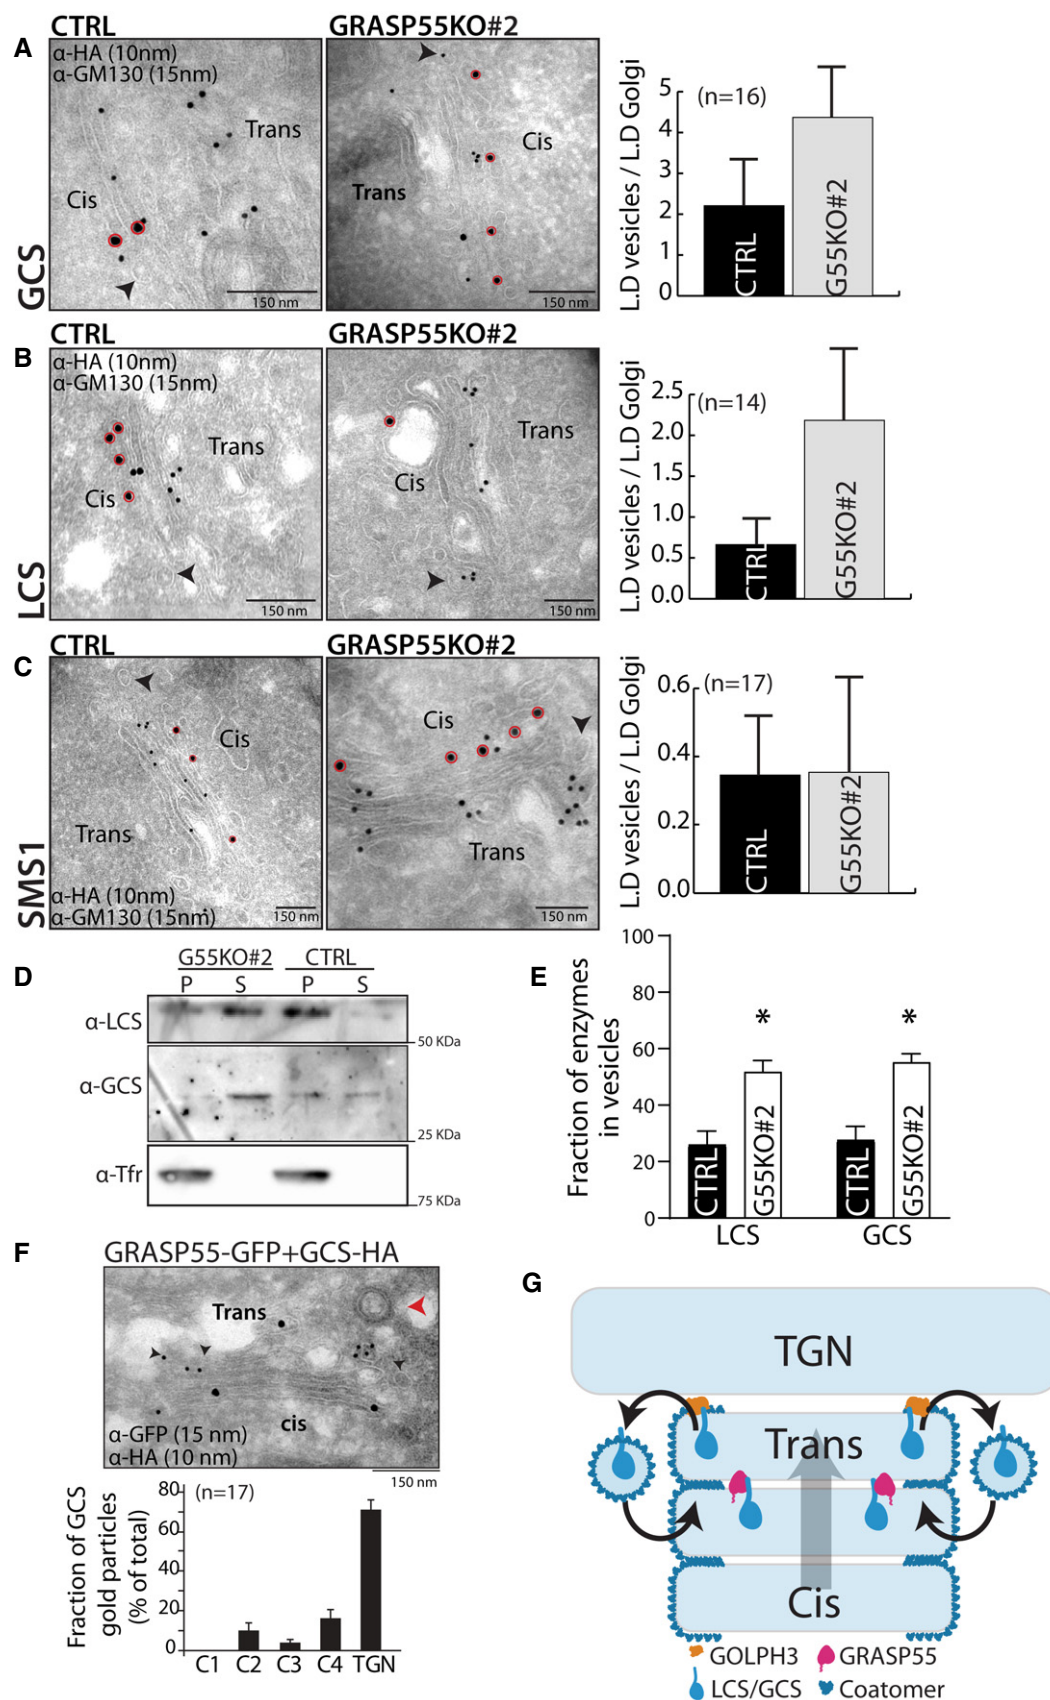 A
CTRL
GRASP55KO#2
α-HA (10nm)
α-GM130 (15nm)
Trans
Cis
150 nm
Cis
Trans
150 nm
GCS
L.D vesicles / L.D Golgi
5
4
3
2
1
0
(n=16)
CTRL
G55KO#2
B
CTRL
GRASP55KO#2
α-HA (10nm)
α-GM130 (15nm)
Trans
Cis
150 nm
Trans
Cis
150 nm
LCS
L.D vesicles / L.D Golgi
2.5
2.0
1.5
1.0
0.5
0.0
(n=14)
CTRL
G55KO#2
C
CTRL
GRASP55KO#2
Cis
Trans
α-HA (10nm)
α-GM130 (15nm)
150 nm
Cis
Trans
150 nm
SMS1
L.D vesicles / L.D Golgi
0.6
0.4
0.2
0.0
(n=17)
CTRL
G55KO#2
D
G55KO#2 CTRL
P S P S
α-LCS
50 KDa
α-GCS
25 KDa
α-Tfr
75 KDa
E
Fraction of enzymes
in vesicles
100
80
60
40
20
0
* *
CTRL
G55KO#2
CTRL
G55KO#2
LCS GCS
F
GRASP55-GFP+GCS-HA
Trans
cis
α-GFP (15 nm)
α-HA (10 nm)
150 nm
Fraction of GCS
gold particles
(% of total)
80
60
40
20
0
(n=17)
C1 C2 C3 C4 TGN
G
TGN
Trans
Cis
GOLPH3 GRASP55
LCS/GCS Coatomer